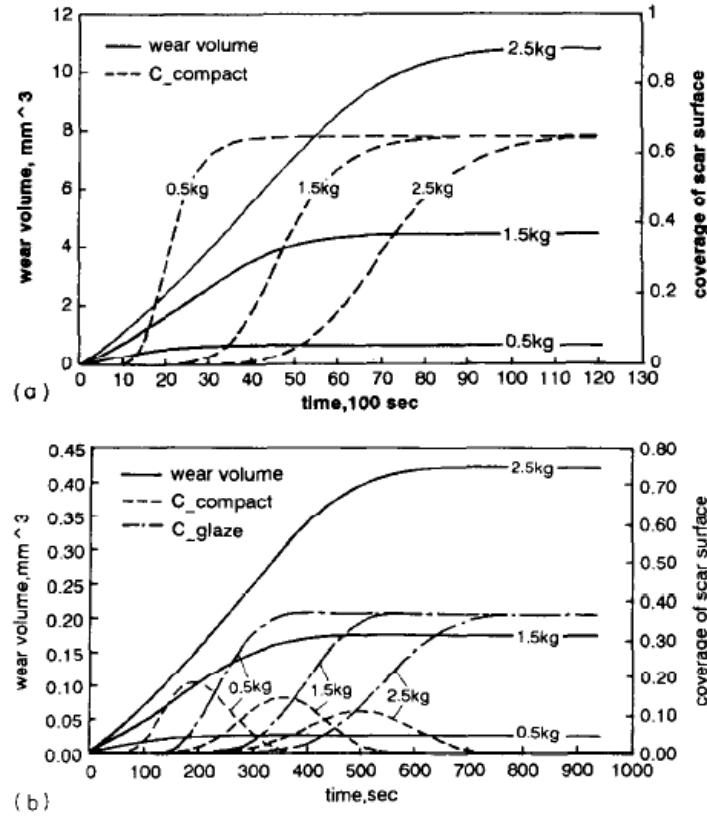 12
10
8
6
4
2
0
wear volume, mm^3
1
0.8
0.6
0.4
0.2
0
coverage of scar surface
wear volume
C_compact
2.5kg
0.5kg
1.5kg
2.5kg
1.5kg
0.5kg
0 10 20 30 40 50 60 70 80 90 100 110 120 130
time,100 sec
(a)
0.45
0.40
0.35
0.30
0.25
0.20
0.15
0.10
0.05
0.00
wear volume,mm^3
0.80
0.70
0.60
0.50
0.40
0.30
0.20
0.10
0.00
coverage of scar surface
wear volume
C_compact
C_glaze
2.5kg
1.5kg
0.5kg
1.5kg
2.5kg
0.5kg
0 100 200 300 400 500 600 700 800 900 1000
time,sec
(b)